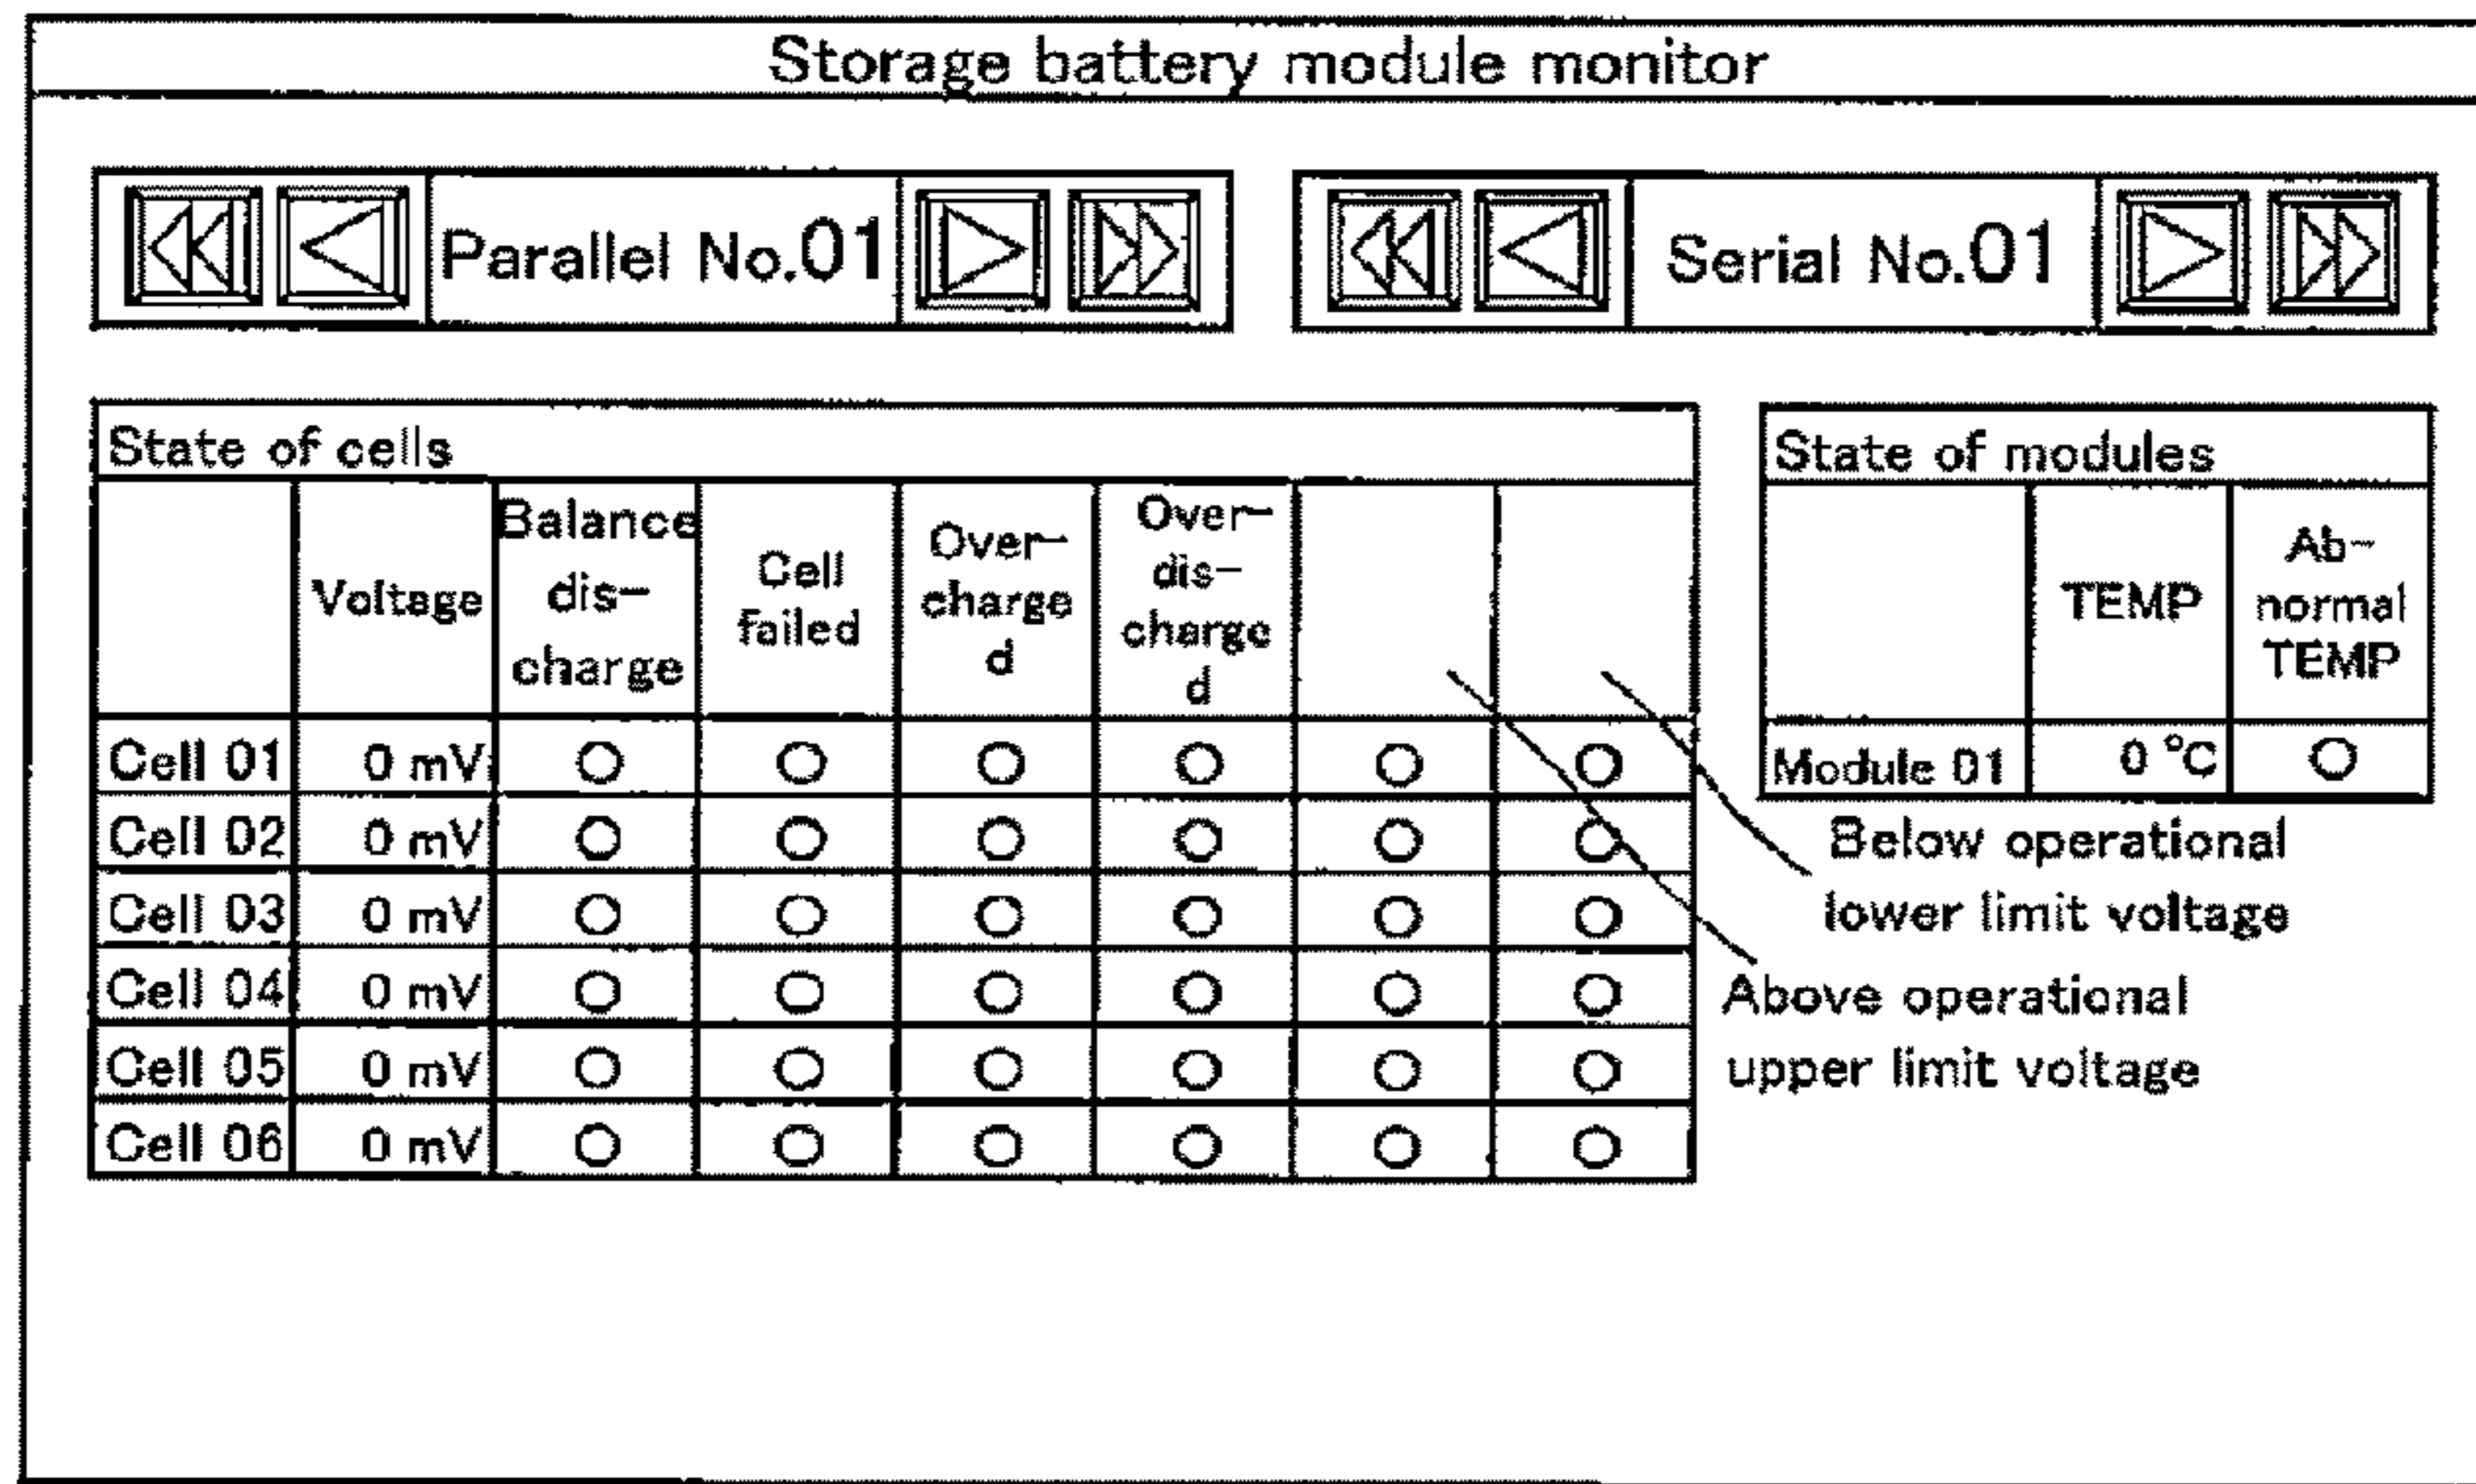 Storage battery module monitor
Parallel No.01
Serial No.01
State of cells
Voltage
Balance
dis-
charge
Cell
failed
Over-
charge
d
Over-
dis-
charge
d
Cell 01 0 mV
Cell 02 0 mV
Cell 03 0 mV
Cell 04 0 mV
Cell 05 0 mV
Cell 06 0 mV
State of modules
TEMP
Ab-
normal
TEMP
Module 01 0 °C
Below operational
lower limit voltage
Above operational
upper limit voltage